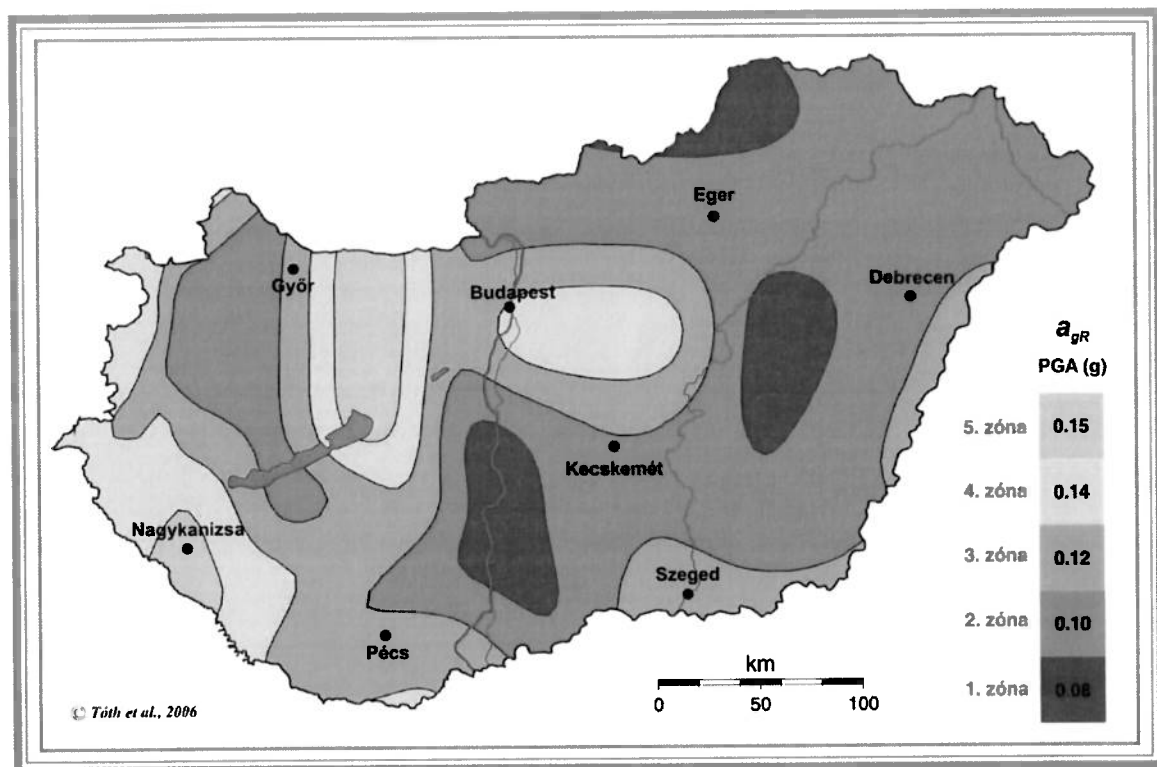 Eger
Győr
Budapest
Debrecen
a_gR
PGA (g)
5. zóna 0.15
Kecskemét
4. zóna 0.14
Nagykanizsa
3. zóna 0.12
Szeged
2. zóna 0.10
Pécs
km
1. zóna 0.08
0 50 100
© Tóth et al., 2006